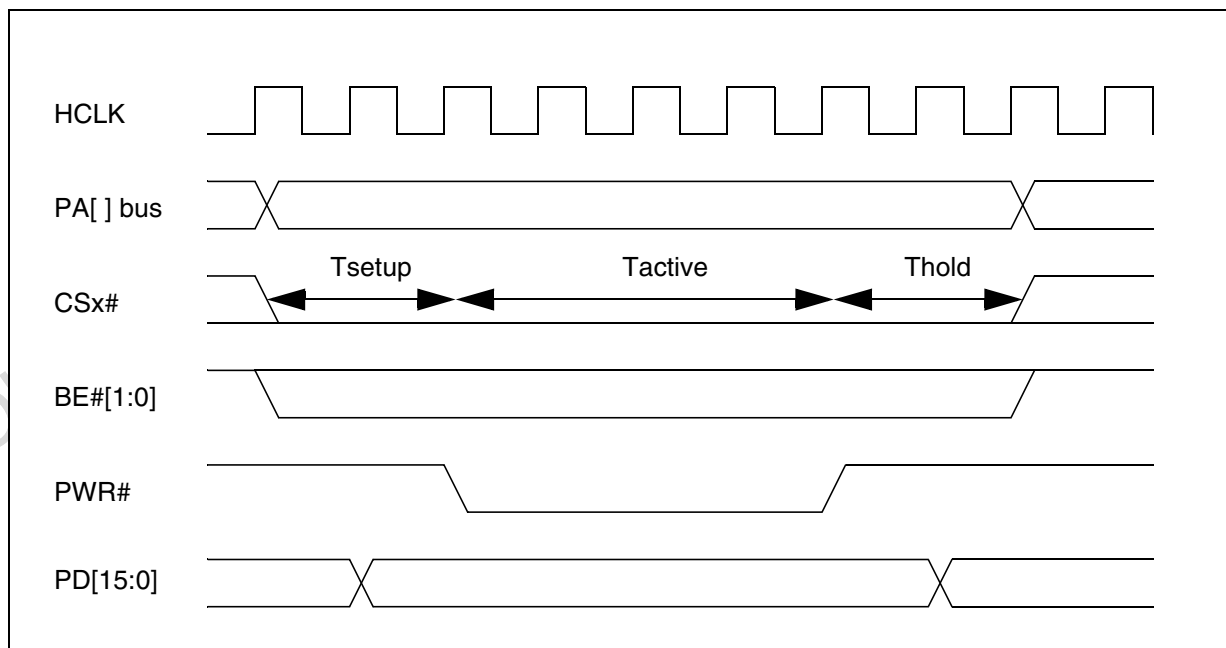 HCLK
PA[ ] bus
Tsetup Tactive Thold
CSx#
BE#[1:0]
PWR#
PD[15:0]